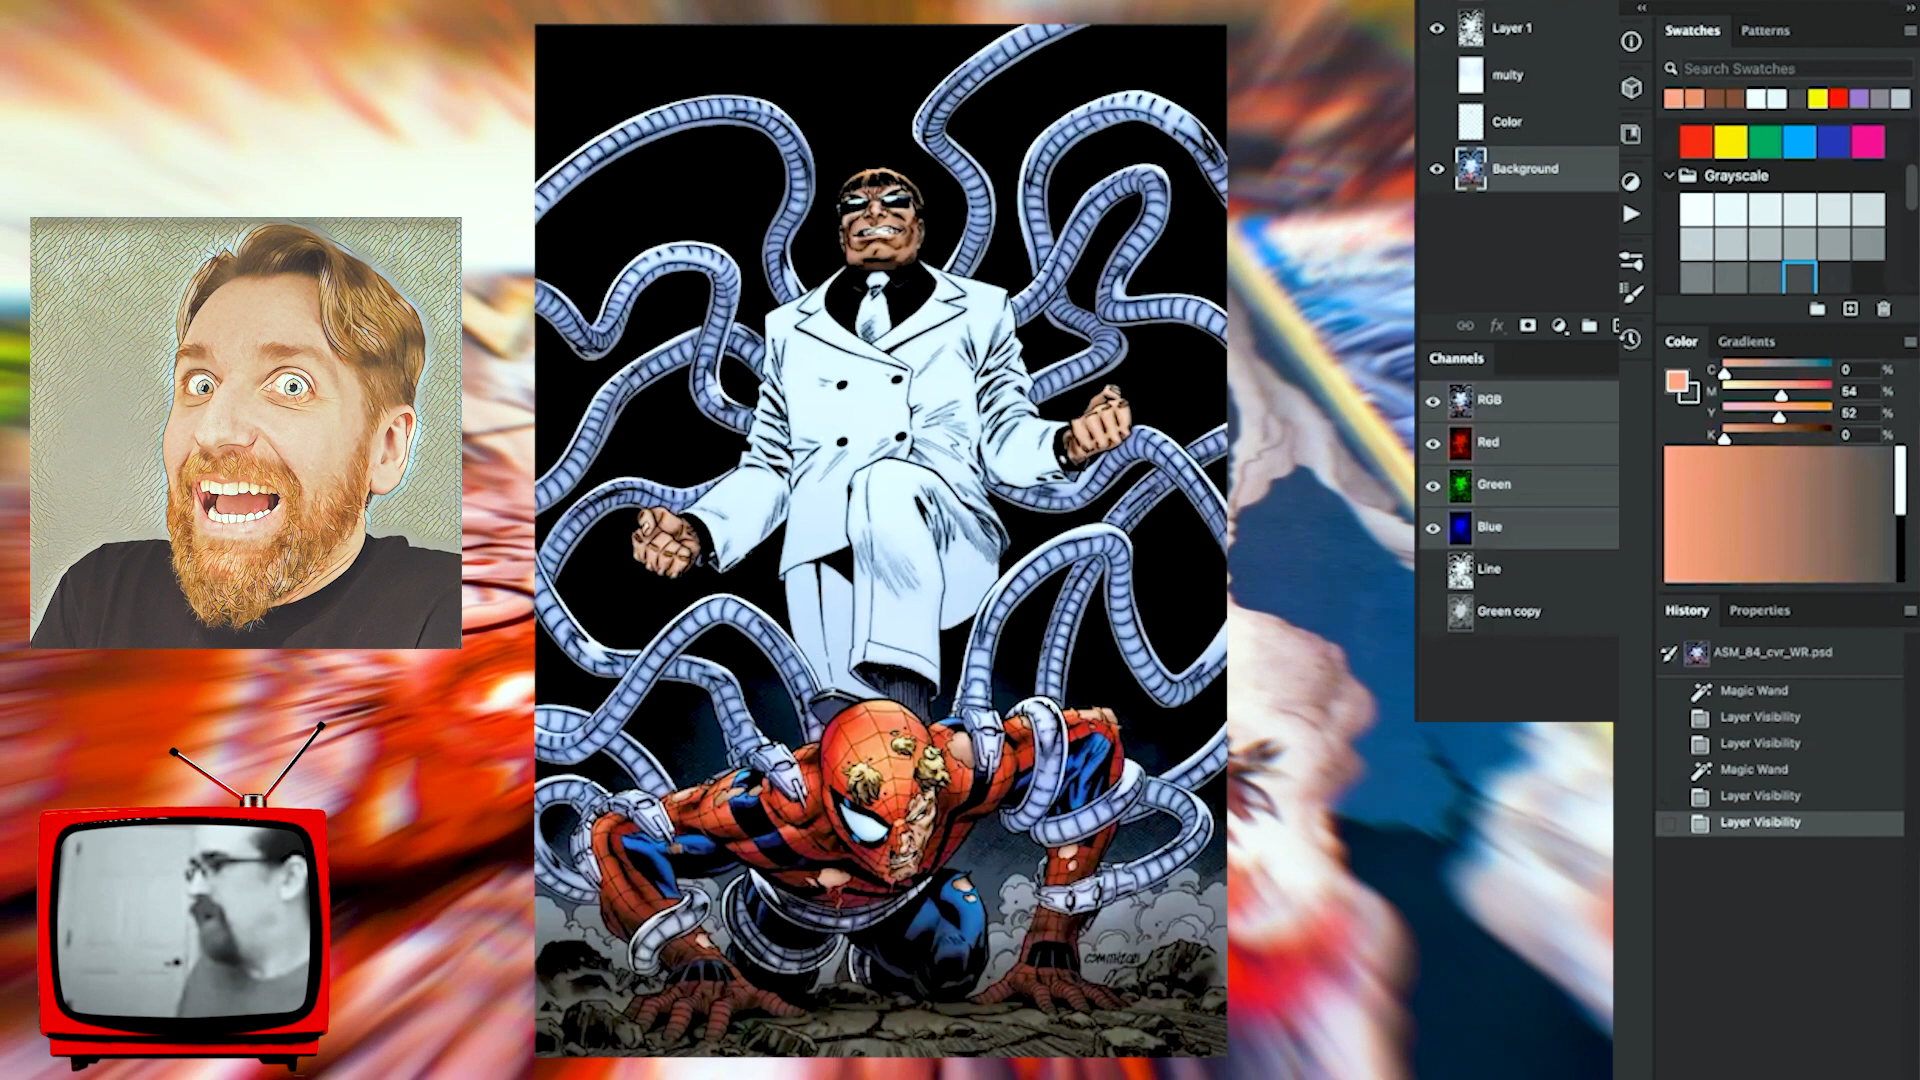 Layer 1
multy
Color
Background
fx
Channels
RGB
Red
Green
Blue
Line
Green copy
Swatches
Patterns
Search Swatches
Grayscale
Color
Gradients
C 0 %
M 54 %
Y 52 %
K 0 %
History
Properties
ASM_84_cvr_WR.psd
Magic Wand
Layer Visibility
Layer Visibility
Magic Wand
Layer Visibility
Layer Visibility